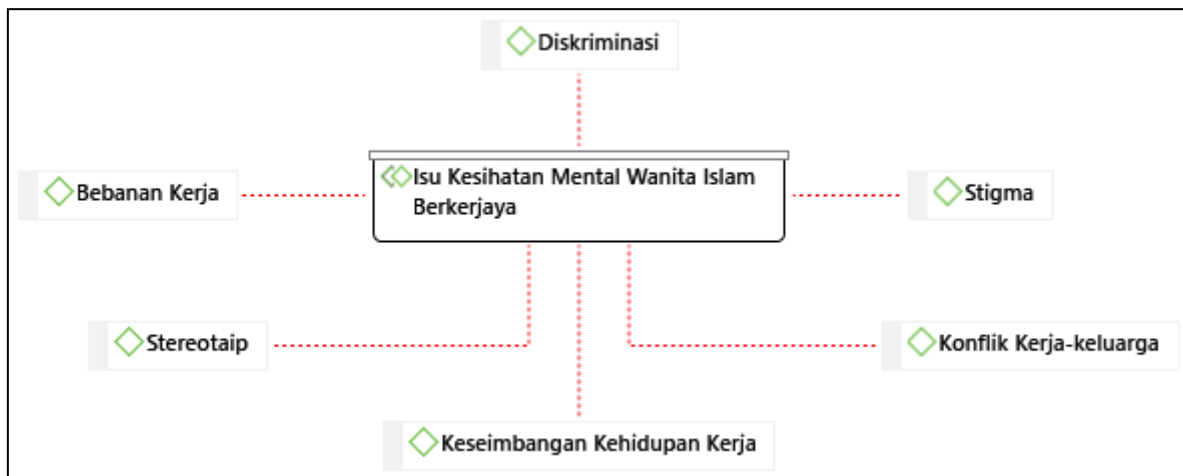 Diskriminasi
Isu Kesihatan Mental Wanita Islam
Berkerjaya
Bebanan Kerja
Stigma
Stereotaip
Konflik Kerja-keluarga
Keseimbangan Kehidupan Kerja